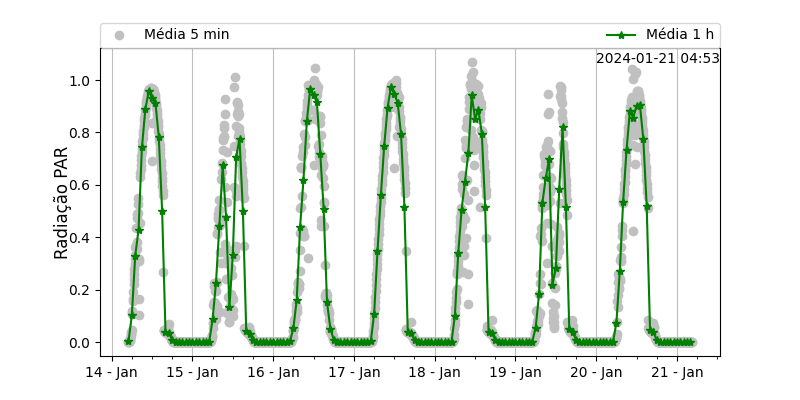 Média 5 min
Média 1 h
2024-01-21 04:53
Radiação PAR
1.0
0.8
0.6
0.4
0.2
0.0
14 - Jan
15 - Jan
16 - Jan
17 - Jan
18 - Jan
19 - Jan
20 - Jan
21 - Jan